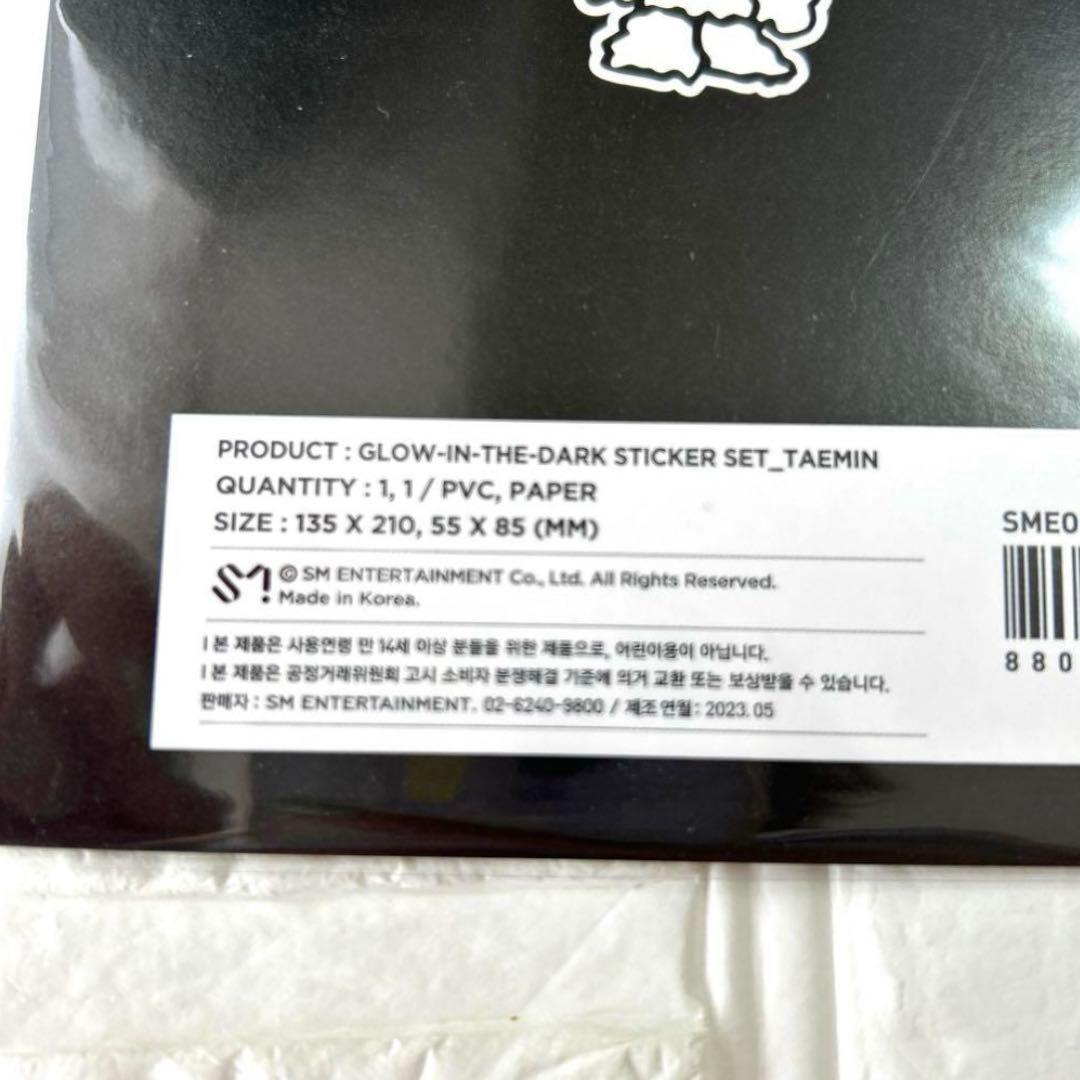 PRODUCT : GLOW-IN-THE-DARK STICKER SET_TAEMIN
QUANTITY : 1, 1 / PVC, PAPER
SIZE : 135 X 210, 55 X 85 (MM)
SM
© SM ENTERTAINMENT Co., Ltd. All Rights Reserved.
Made in Korea.
| 본 제품은 사용연령 만 14세 이상 분들을 위한 제품으로, 어린이용이 아닙니다.
| 본 제품은 공정거래위원회 고시 소비자 분쟁해결 기준에 의거 교환 또는 보상받을 수 있습니다.
판매자 : SM ENTERTAINMENT. 02-6240-9800 / 제조연월 : 2023.05
SME0
880